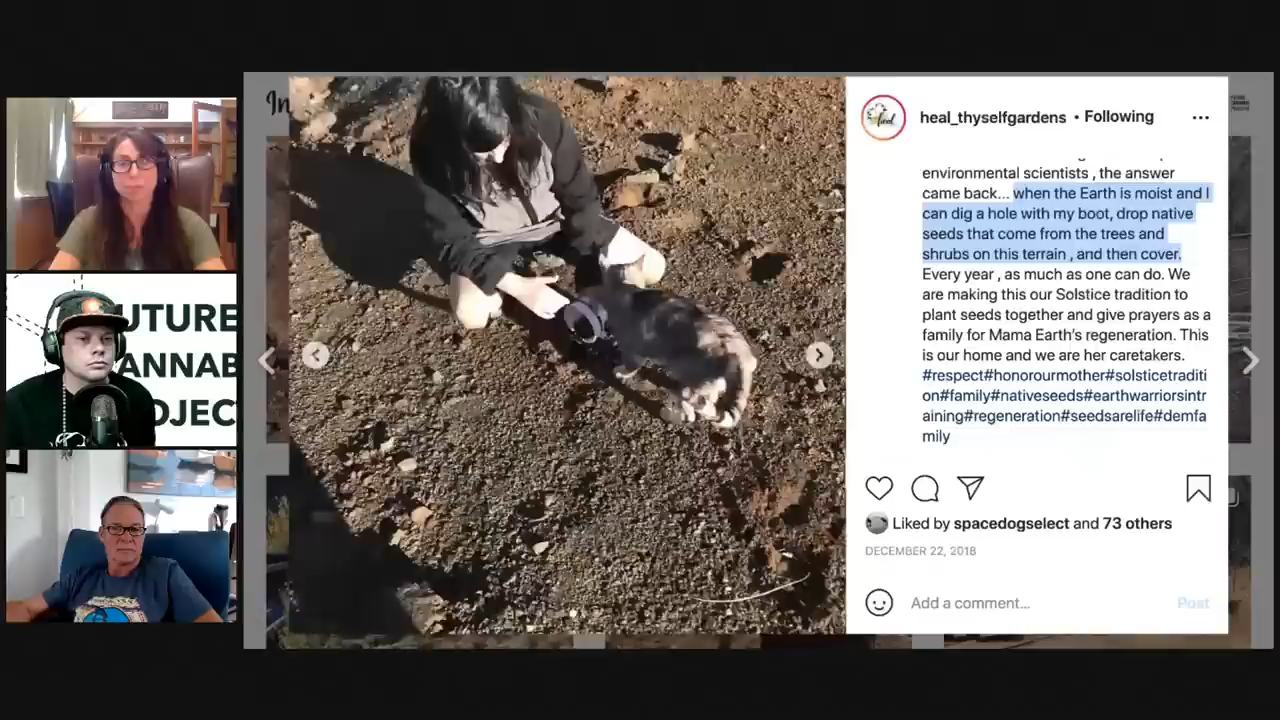 In
heal_thyselfgardens • Following
heal
environmental scientists , the answer
came back... when the Earth is moist and I
can dig a hole with my boot, drop native
seeds that come from the trees and
shrubs on this terrain , and then cover.
Every year , as much as one can do. We
are making this our Solstice tradition to
plant seeds together and give prayers as a
family for Mama Earth's regeneration. This
is our home and we are her caretakers.
#respect#honorourmother#solsticetraditi
on#family#nativeseeds#earthwarriorsintr
aining#regeneration#seedsarelife#demfa
mily
Liked by spacedogselect and 73 others
DECEMBER 22, 2018
Add a comment...
Post
UTURE
ANNAB
OJEC